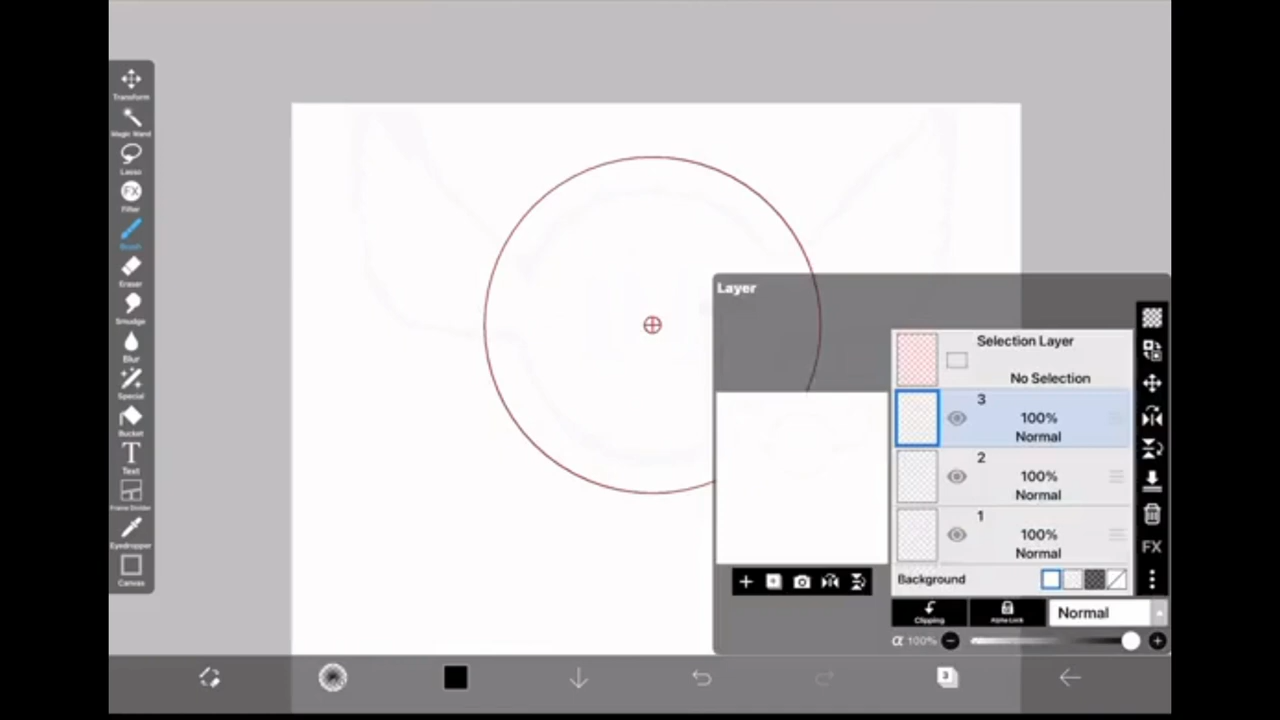 Transform
Magic Wand
Lasso
FX
Filter
Brush
Eraser
Smudge
Blur
Special
Bucket
T
Text
Frame Divider
Eyedropper
Canvas
Layer
Selection Layer
No Selection
3
100%
Normal
2
100%
Normal
1
100%
Normal
Background
FX
Clipping
Alpha Lock
Normal
α 100%
3